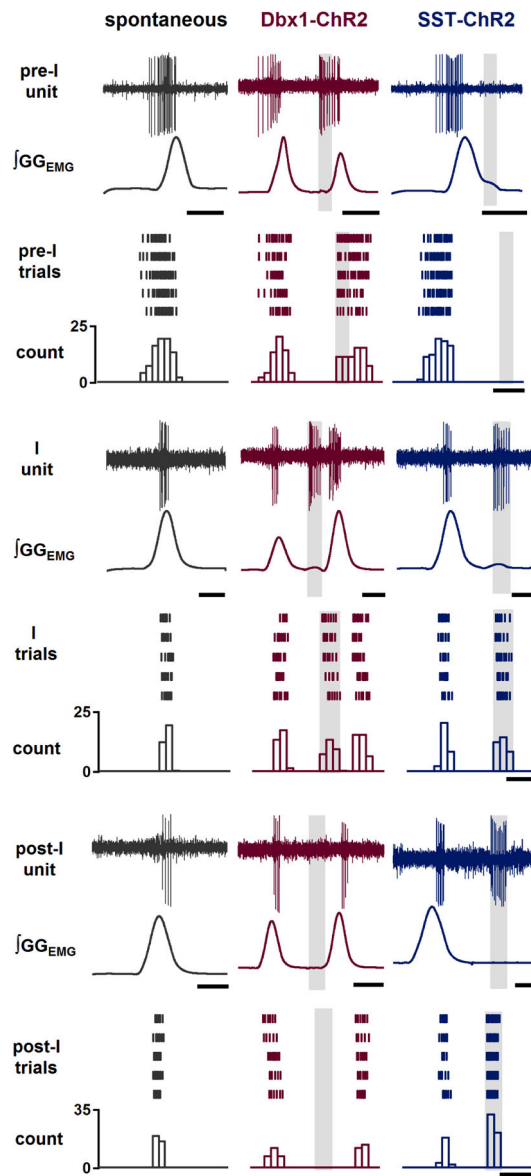 spontaneous Dbx1-ChR2 SST-ChR2
pre-I
unit
∫GGEMG
pre-I
trials
25
count
0
I
unit
∫GGEMG
I
trials
25
count
0
post-I
unit
∫GGEMG
post-I
trials
35
count
0